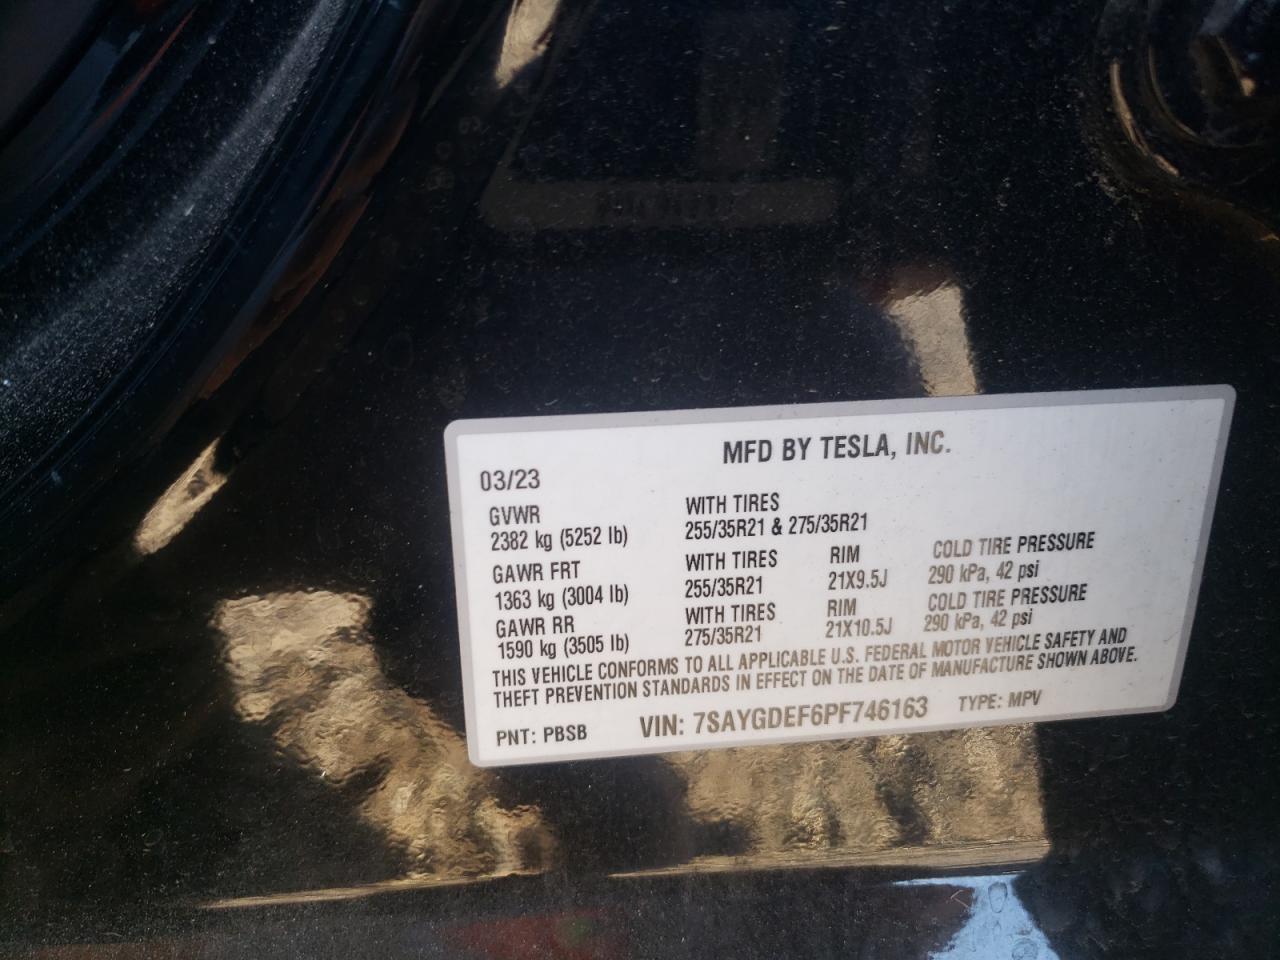 MFD BY TESLA, INC.
03/23
GVWR WITH TIRES
2382 kg (5252 lb) 255/35R21 & 275/35R21
GAWR FRT WITH TIRES RIM COLD TIRE PRESSURE
1363 kg (3004 lb) 255/35R21 21X9.5J 290 kPa, 42 psi
GAWR RR WITH TIRES RIM COLD TIRE PRESSURE
1590 kg (3505 lb) 275/35R21 21X10.5J 290 kPa, 42 psi
THIS VEHICLE CONFORMS TO ALL APPLICABLE U.S. FEDERAL MOTOR VEHICLE SAFETY AND
THEFT PREVENTION STANDARDS IN EFFECT ON THE DATE OF MANUFACTURE SHOWN ABOVE.
PNT: PBSB VIN: 7SAYGDEF6PF746163 TYPE: MPV